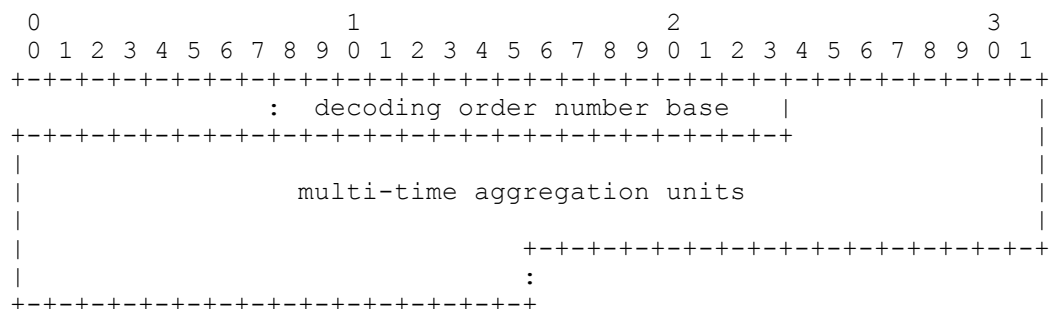 0                   1                   2                   3
0 1 2 3 4 5 6 7 8 9 0 1 2 3 4 5 6 7 8 9 0 1 2 3 4 5 6 7 8 9 0 1
+-+-+-+-+-+-+-+-+-+-+-+-+-+-+-+-+-+-+-+-+-+-+-+-+-+-+-+-+-+-+-+-+
                :  decoding order number base   |               |
+-+-+-+-+-+-+-+-+-+-+-+-+-+-+-+-+-+-+-+-+-+-+-+-+               |
|                                                               |
|                 multi-time aggregation units                  |
|                                                               |
|                               +-+-+-+-+-+-+-+-+-+-+-+-+-+-+-+-+
|                               :
+-+-+-+-+-+-+-+-+-+-+-+-+-+-+-+-+